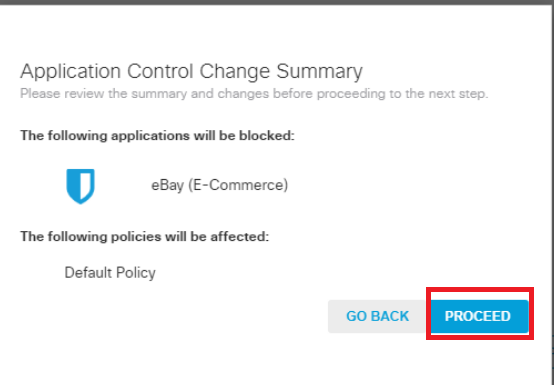 Application Control Change Summary
Please review the summary and changes before proceeding to the next step.
The following applications will be blocked:
eBay (E-Commerce)
The following policies will be affected:
Default Policy
GO BACK PROCEED